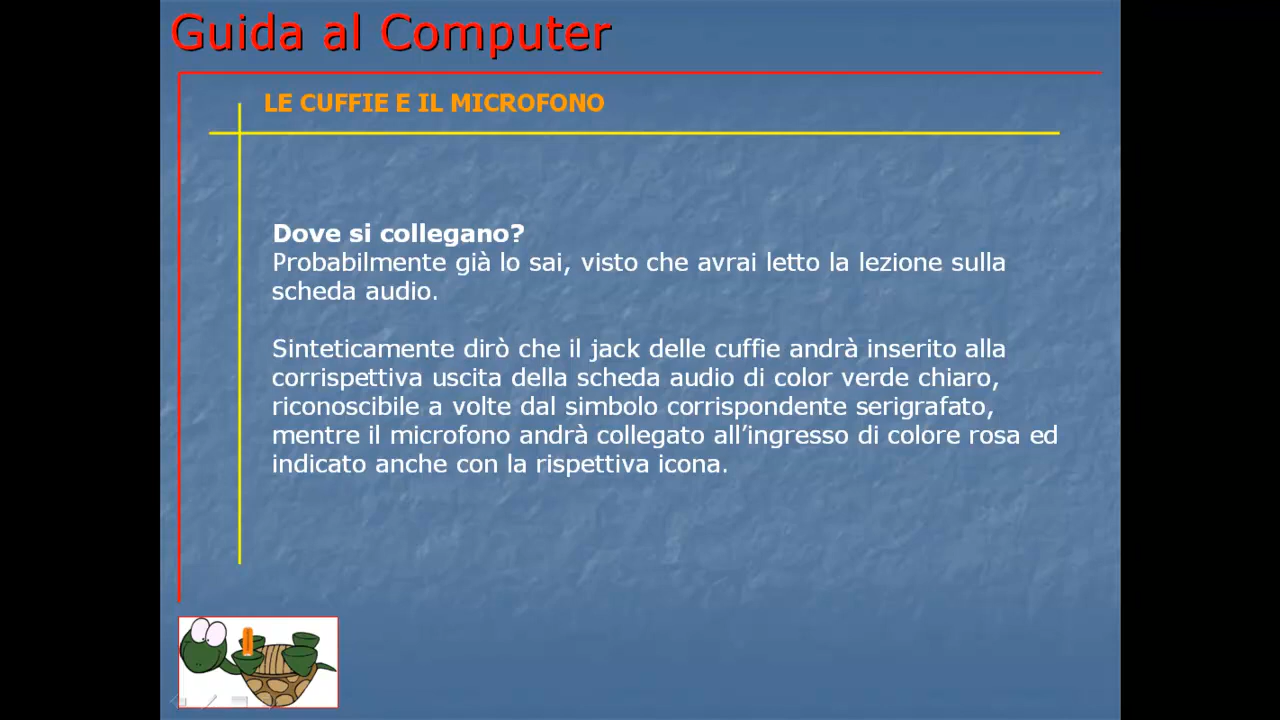 Guida al Computer
LE CUFFIE E IL MICROFONO
Dove si collegano?
Probabilmente già lo sai, visto che avrai letto la lezione sulla
scheda audio.
Sinteticamente dirò che il jack delle cuffie andrà inserito alla
corrispettiva uscita della scheda audio di color verde chiaro,
riconoscibile a volte dal simbolo corrispondente serigrafato,
mentre il microfono andrà collegato all’ingresso di colore rosa ed
indicato anche con la rispettiva icona.